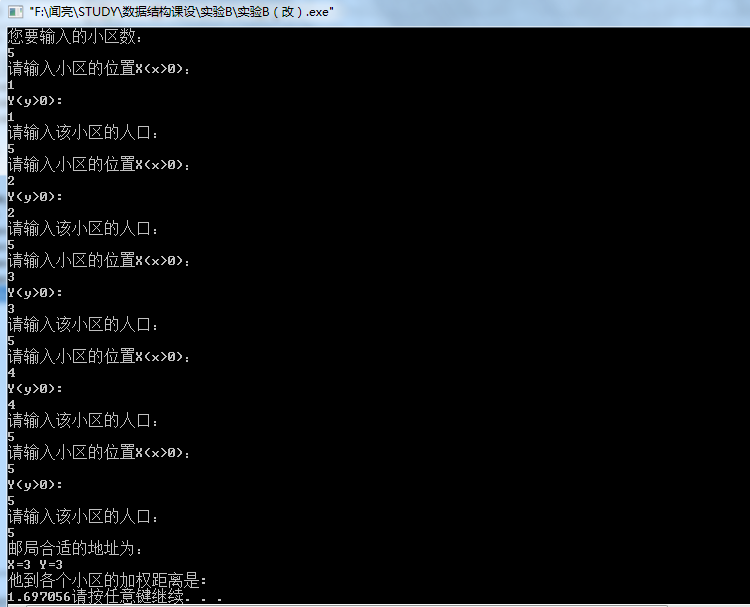 "F:\闻亮\STUDY\数据结构课设\实验B\实验B（改）.exe"
您要输入的小区数：
5
请输入小区的位置X(x>0)：
1
Y(y>0)：
1
请输入该小区的人口：
5
请输入小区的位置X(x>0)：
2
Y(y>0)：
2
请输入该小区的人口：
5
请输入小区的位置X(x>0)：
3
Y(y>0)：
3
请输入该小区的人口：
5
请输入小区的位置X(x>0)：
4
Y(y>0)：
4
请输入该小区的人口：
5
请输入小区的位置X(x>0)：
5
Y(y>0)：
5
请输入该小区的人口：
5
邮局合适的地址为：
X=3 Y=3
他到各个小区的加权距离是：
1.697056请按任意键继续. . .